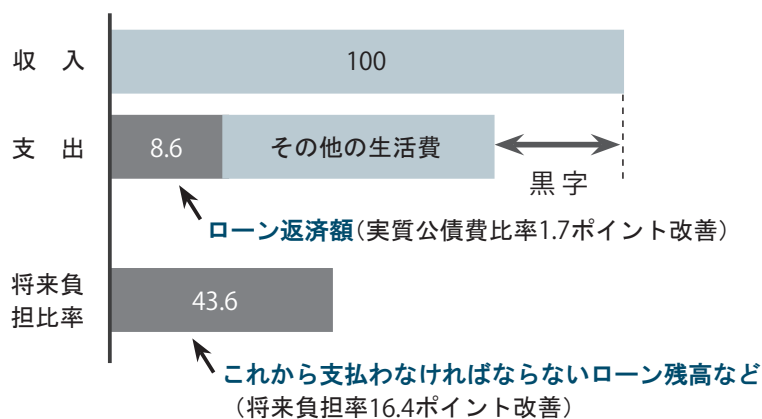 収 入
100
支 出
8.6
その他の生活費
黒 字
ローン返済額(実質公債費比率1.7ポイント改善)
将来負
担比率
43.6
これから支払わなければならないローン残高など
(将来負担率16.4ポイント改善)